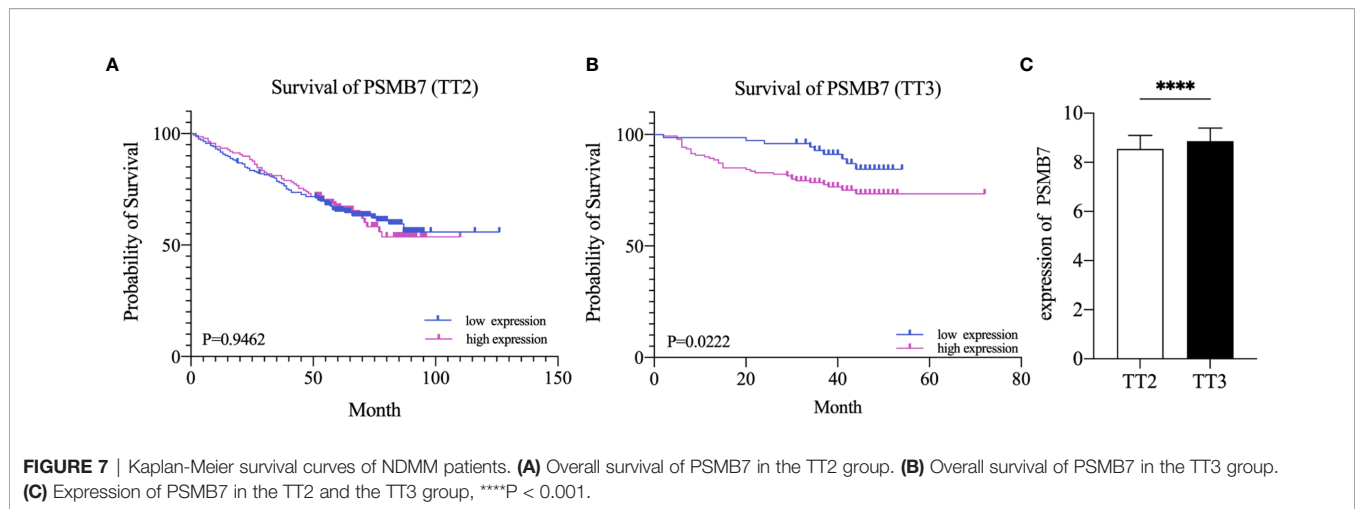 A
Survival of PSMB7 (TT2)
Probability of Survival
100
50
0
P=0.9462
low expression
high expression
0 50 100 150
Month
B
Survival of PSMB7 (TT3)
Probability of Survival
100
50
0
P=0.0222
low expression
high expression
0 20 40 60 80
Month
C
****
expression of PSMB7
10
8
6
4
2
0
TT2 TT3
FIGURE 7 | Kaplan-Meier survival curves of NDMM patients. (A) Overall survival of PSMB7 in the TT2 group. (B) Overall survival of PSMB7 in the TT3 group.
(C) Expression of PSMB7 in the TT2 and the TT3 group, ****P < 0.001.